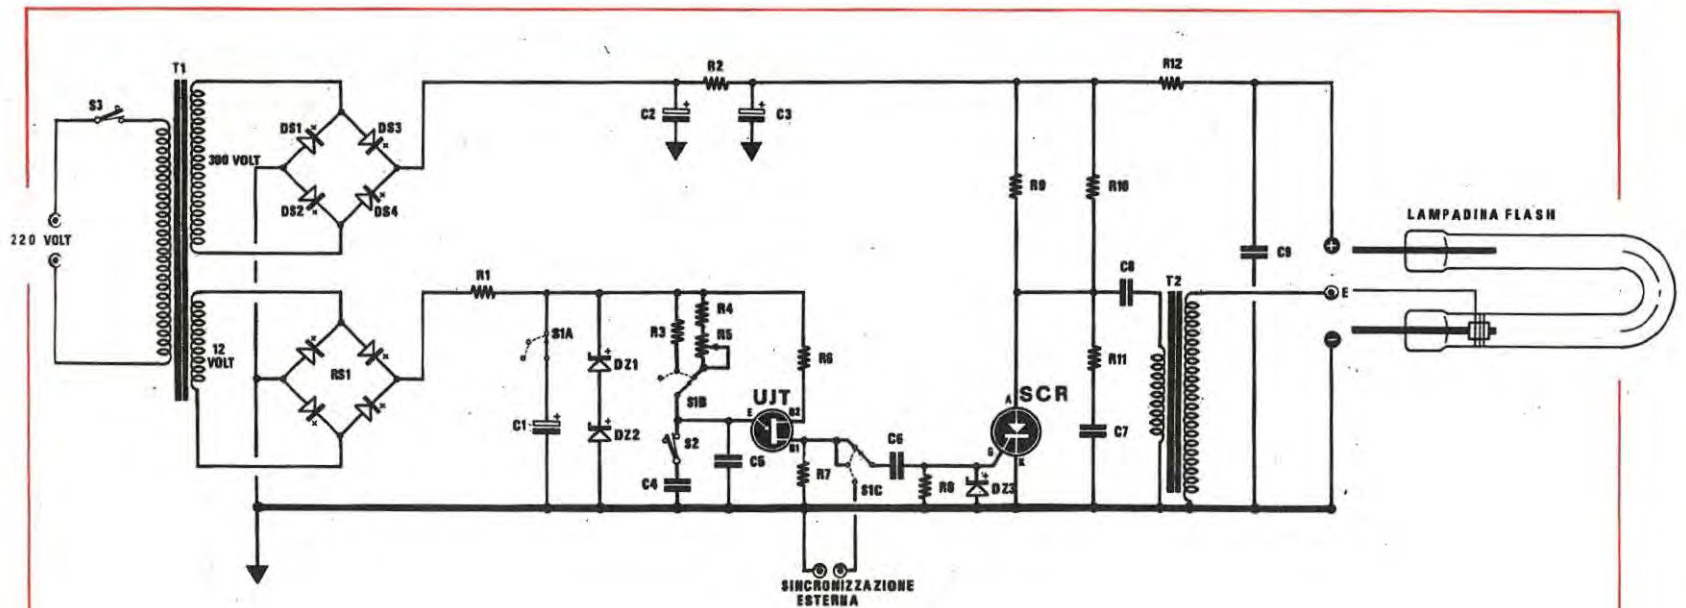 T1
S3
220 VOLT
300 VOLT
DS1
DS3
DS2
DS4
12
VOLT
RS1
R1
R2
C2
C3
S1A
C1
DZ1
DZ2
R3
R4
R5
S1B
S2
C4
C5
R6
UJT
E
B2
B1
R7
S1C
C6
R8
DZ3
SCR
A
G
K
R9
R10
R11
C7
C8
T2
R12
C9
+
E
-
LAMPADINA FLASH
SINCRONIZZAZIONE
ESTERNA